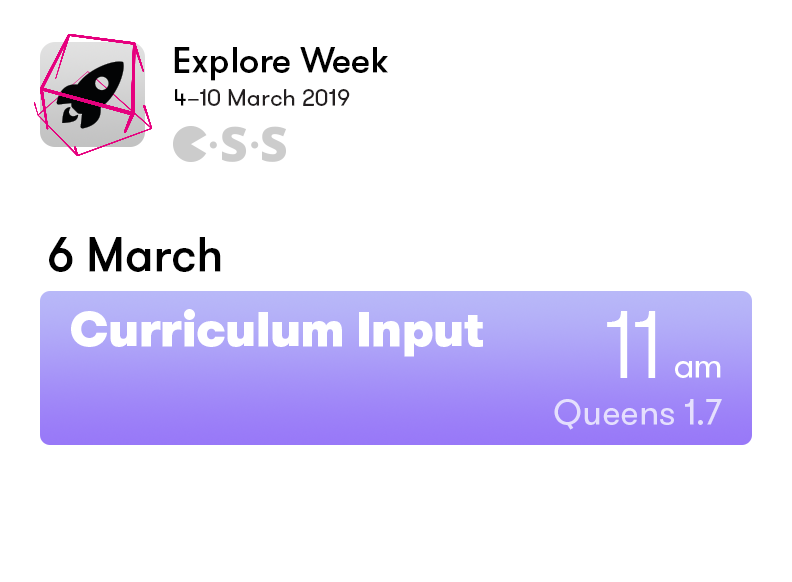 Explore Week
4–10 March 2019
C·S·S
6 March
Curriculum Input
11 am
Queens 1.7